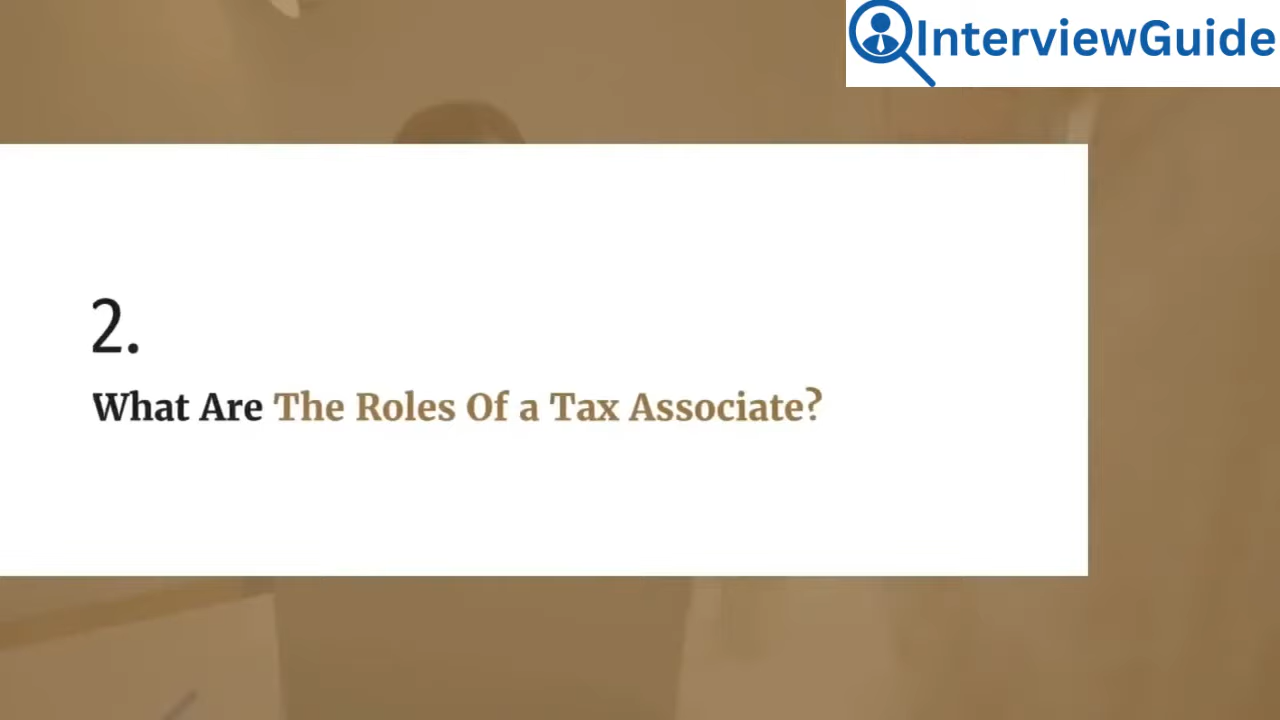 InterviewGuide
2.
What Are The Roles Of a Tax Associate?